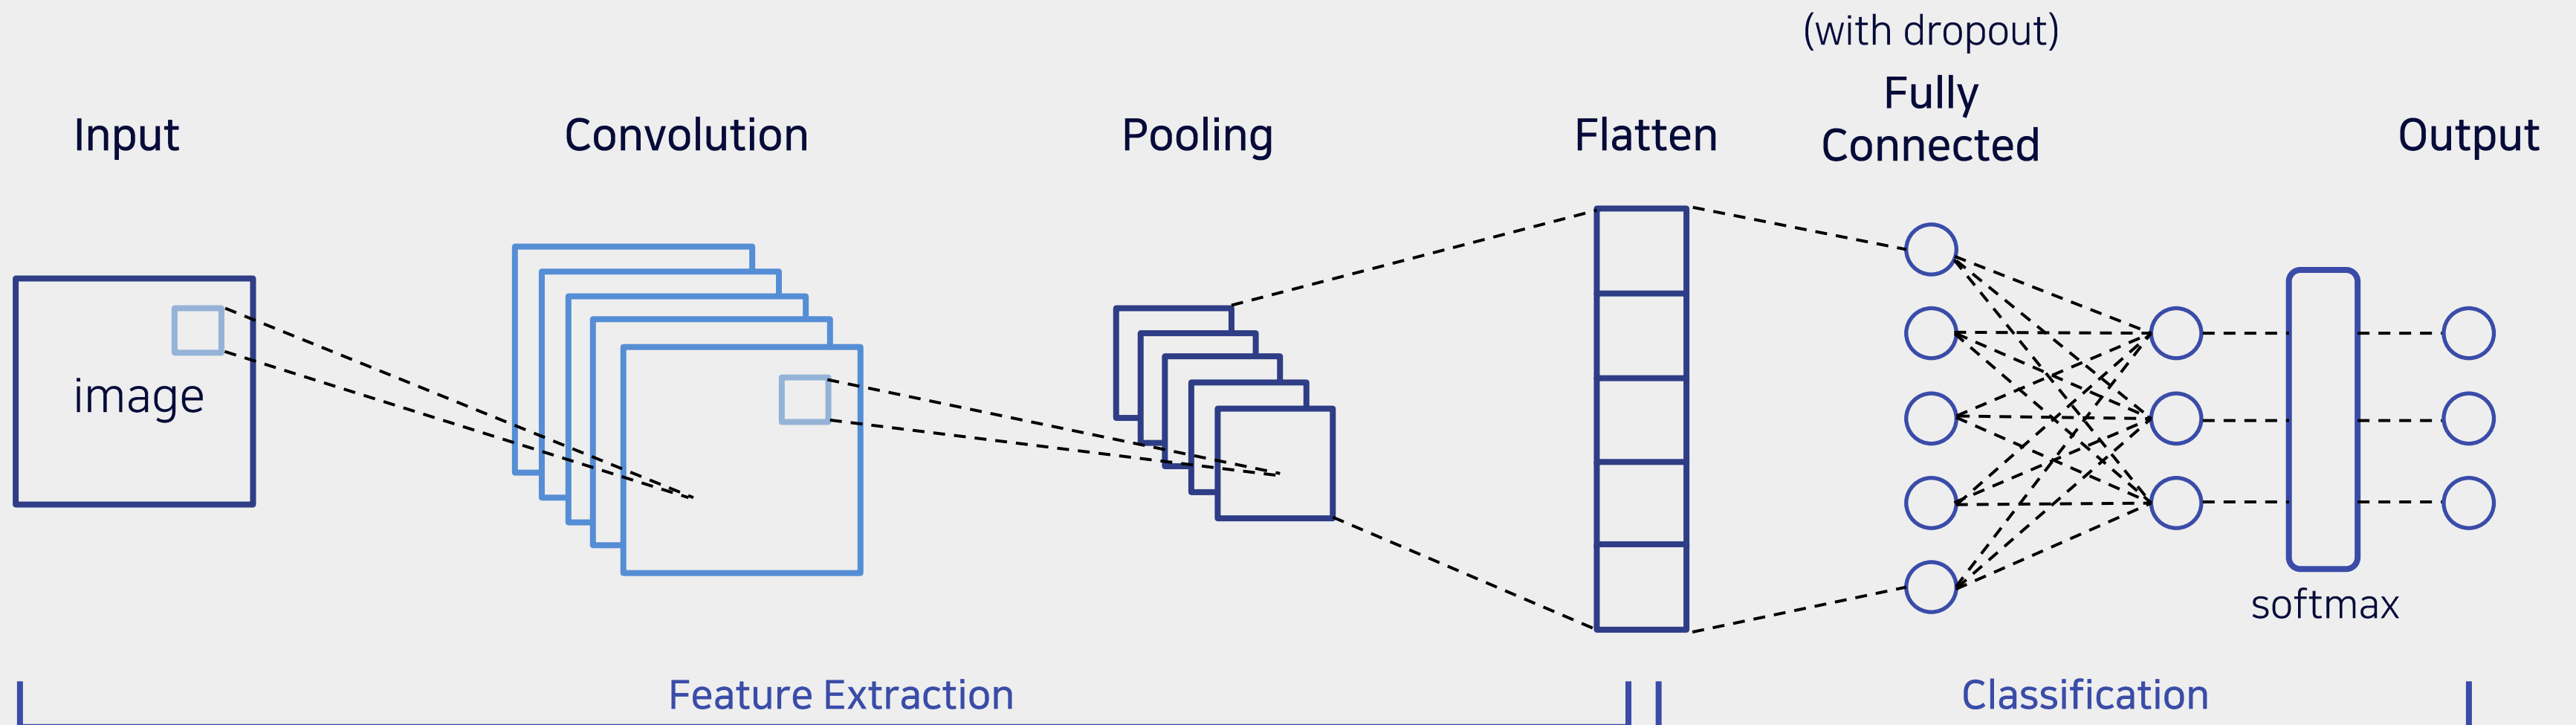 (with dropout)
Input
Convolution
Pooling
Flatten
Fully
Connected
Output
image
softmax
Feature Extraction
Classification